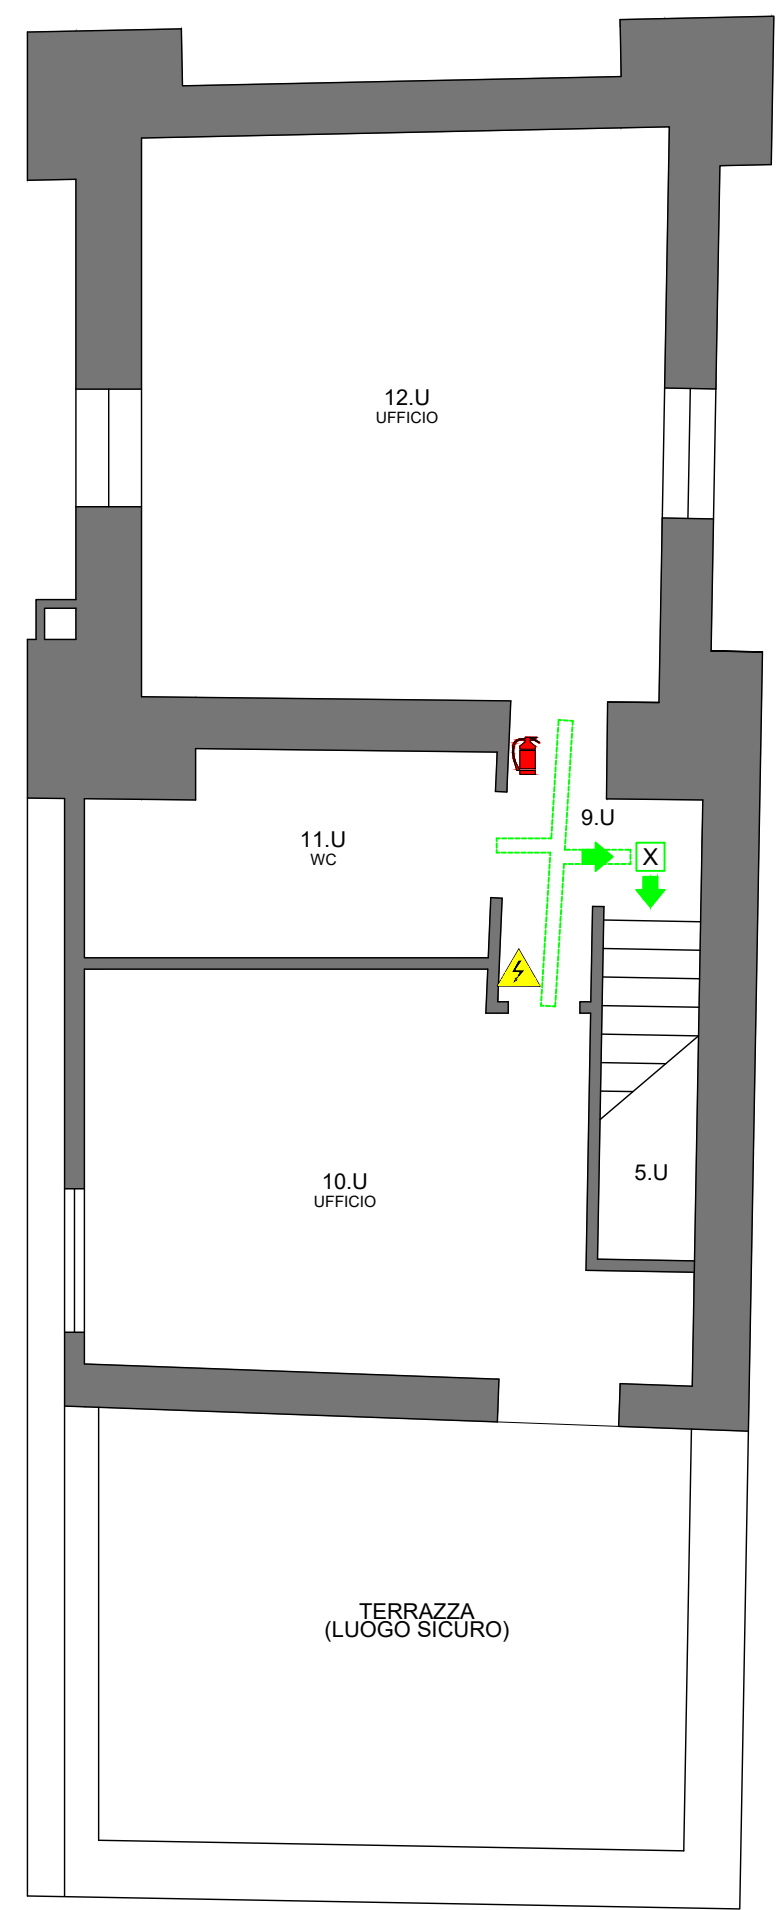 12.U
UFFICIO
9.U
11.U
WC
X
10.U
UFFICIO
5.U
TERRAZZA
(LUOGO SICURO)